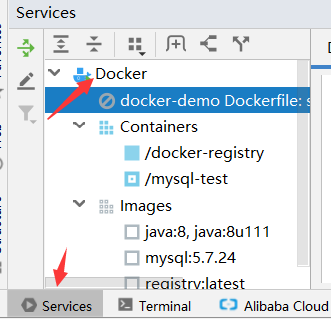 Services
Docker
docker-demo Dockerfile: s
Containers
/docker-registry
/mysql-test
Images
java:8, java:8u111
mysql:5.7.24
registry:latest
Services
Terminal
Alibaba Cloud